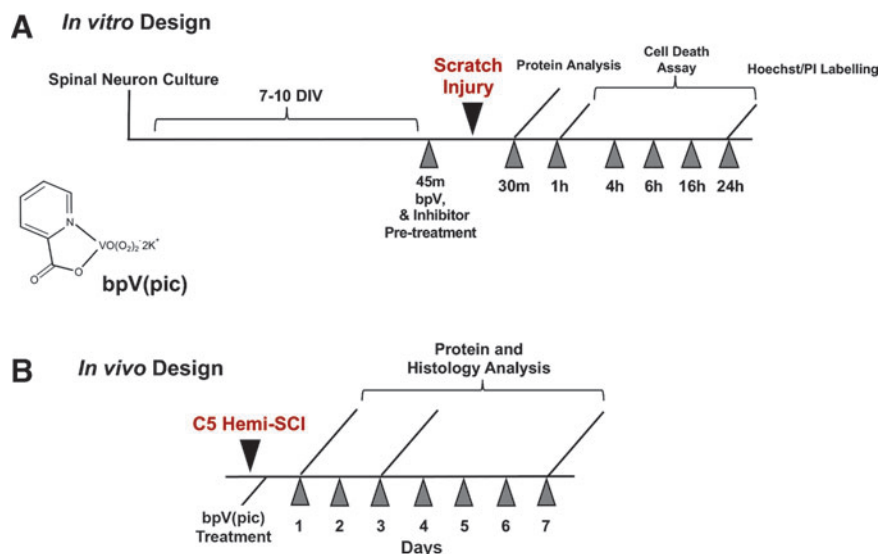 A In vitro Design
Spinal Neuron Culture
7-10 DIV
Scratch
Injury
Protein Analysis
Cell Death
Assay
Hoechst/PI Labelling
45m
bpV,
& Inhibitor
Pre-treatment
30m
1h
4h
6h
16h
24h
N
VO(O2)2-2K+
O
O
bpV(pic)
B In vivo Design
Protein and
Histology Analysis
C5 Hemi-SCI
bpV(pic)
Treatment
1 2 3 4 5 6 7
Days